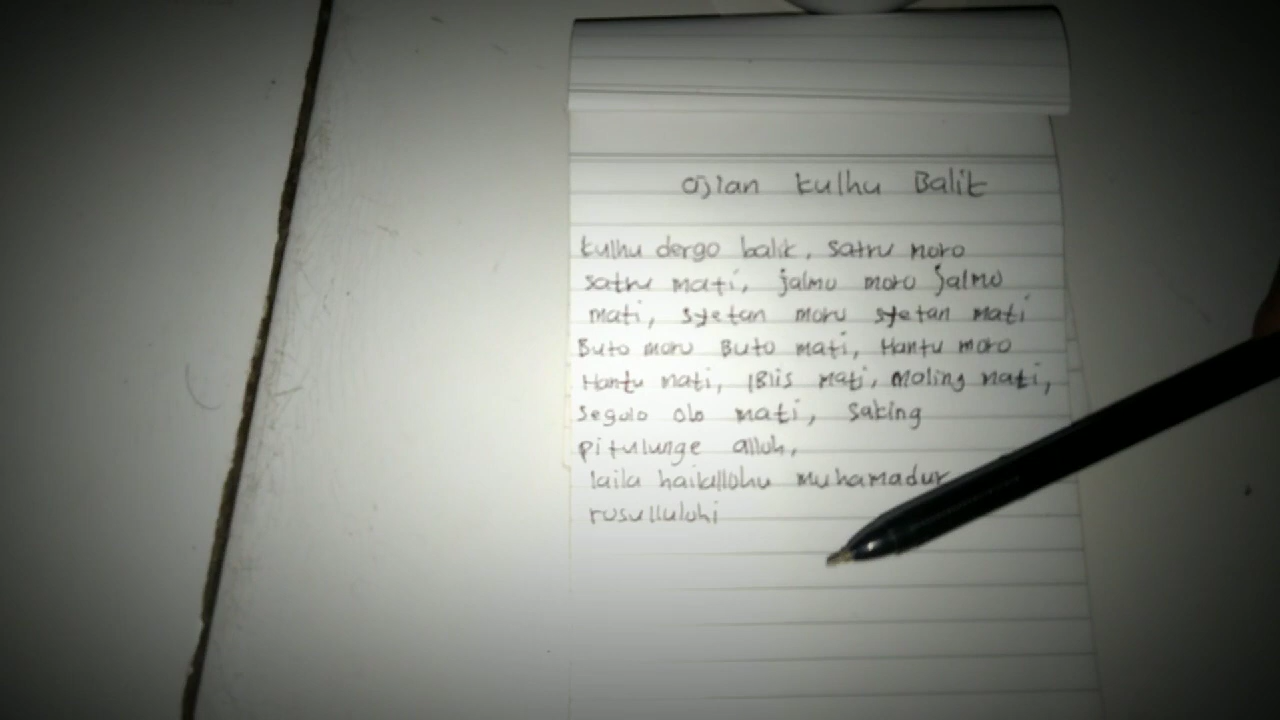 Ajian kulhu Balik
kulhu dergo balik, satru moro
satru mati, jalmo moro jalmo
mati, syetan moro syetan mati
Buto moro Buto mati, Hantu moro
Hantu mati, IBlis mati, maling mati,
segolo olo mati, saking
pitulunge alloh,
laila hailallohu muhamadur
rosullulohi